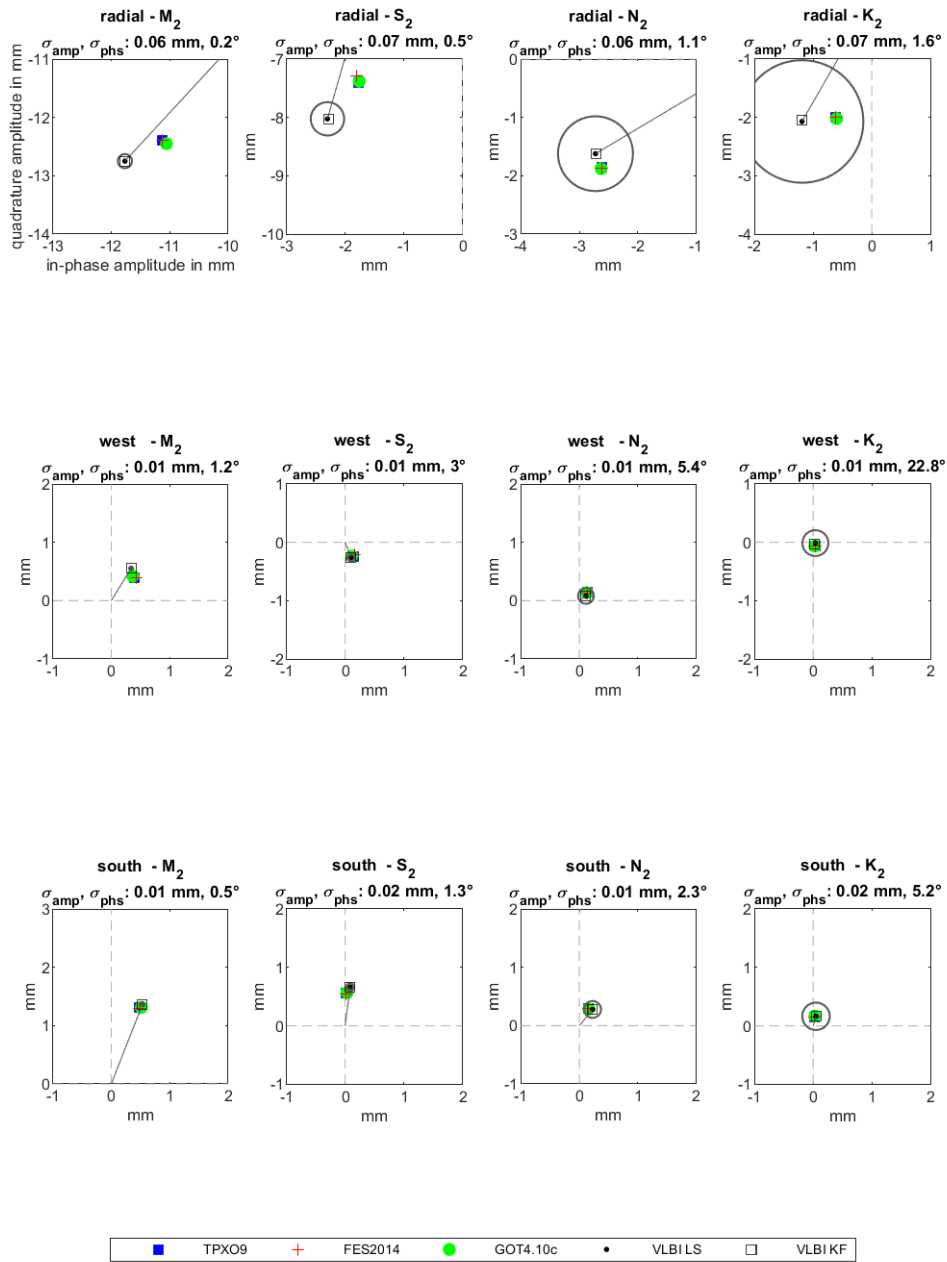 radial - M2
σamp, σphs: 0.06 mm, 0.2°
-11
-12
-13
-14
quadrature amplitude in mm
-13 -12 -11 -10
in-phase amplitude in mm
radial - S2
σamp, σphs: 0.07 mm, 0.5°
-7
-8
-9
-10
mm
-3 -2 -1 0
mm
radial - N2
σamp, σphs: 0.06 mm, 1.1°
0
-1
-2
-3
mm
-4 -3 -2 -1
mm
radial - K2
σamp, σphs: 0.07 mm, 1.6°
-1
-2
-3
-4
mm
-2 -1 0 1
mm
west - M2
σamp, σphs: 0.01 mm, 1.2°
2
1
0
-1
mm
-1 0 1 2
mm
west - S2
σamp, σphs: 0.01 mm, 3°
1
0
-1
-2
mm
-1 0 1 2
mm
west - N2
σamp, σphs: 0.01 mm, 5.4°
2
1
0
-1
mm
-1 0 1 2
mm
west - K2
σamp, σphs: 0.01 mm, 22.8°
1
0
-1
-2
mm
-1 0 1 2
mm
south - M2
σamp, σphs: 0.01 mm, 0.5°
3
2
1
0
mm
-1 0 1 2
mm
south - S2
σamp, σphs: 0.02 mm, 1.3°
2
1
0
-1
mm
-1 0 1 2
mm
south - N2
σamp, σphs: 0.01 mm, 2.3°
2
1
0
-1
mm
-1 0 1 2
mm
south - K2
σamp, σphs: 0.02 mm, 5.2°
2
1
0
-1
mm
-1 0 1 2
mm
TPXO9 FES2014 GOT4.10c VLBI LS VLBI KF